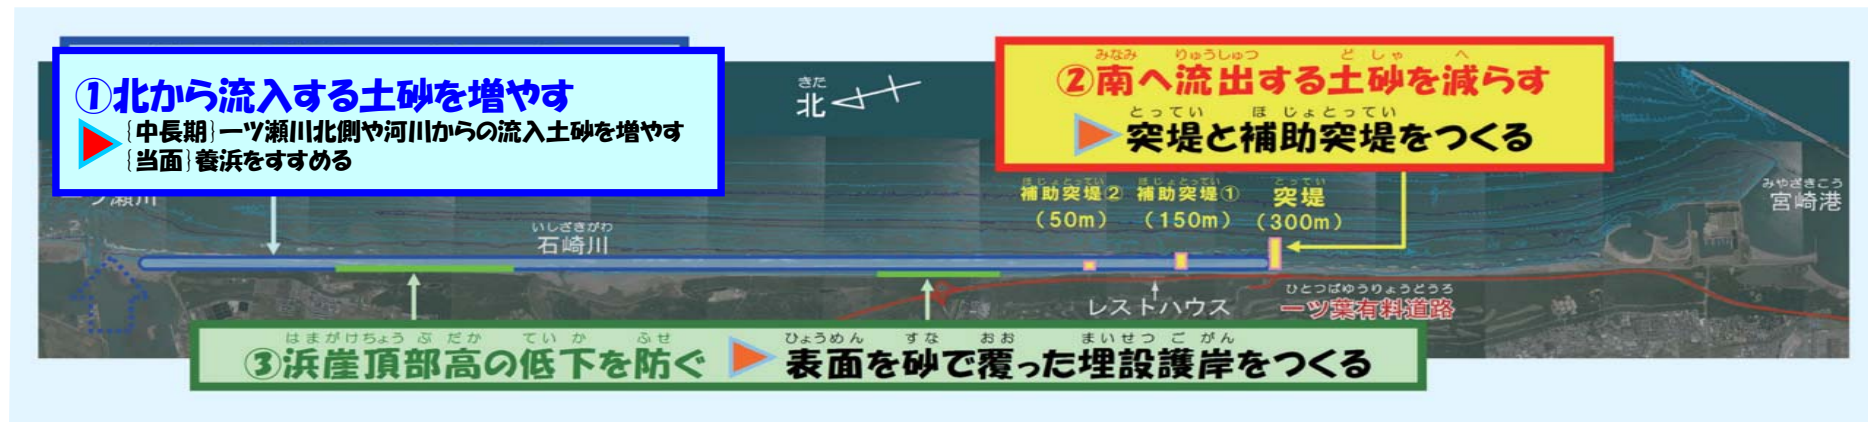 ①北から流入する土砂を増やす
{中長期}一ツ瀬川北側や河川からの流入土砂を増やす
{当面}養浜をすすめる
きた
北
みなみ りゅうしゅつ どしゃ へ
②南へ流出する土砂を減らす
とってい ほじょとってい
突堤と補助突堤をつくる
ほじょとってい ほじょとってい とってい
補助突堤② 補助突堤① 突堤
(50m) (150m) (300m)
みやざきこう
宮崎港
一ツ瀬川
いしざきがわ
石崎川
レストハウス
ひとつばゆうりょうどうろ
一ツ葉有料道路
はまがけちょうぶだか ていか ふせ
③浜崖頂部高の低下を防ぐ
ひょうめん すな おお まいせつごがん
表面を砂で覆った埋設護岸をつくる